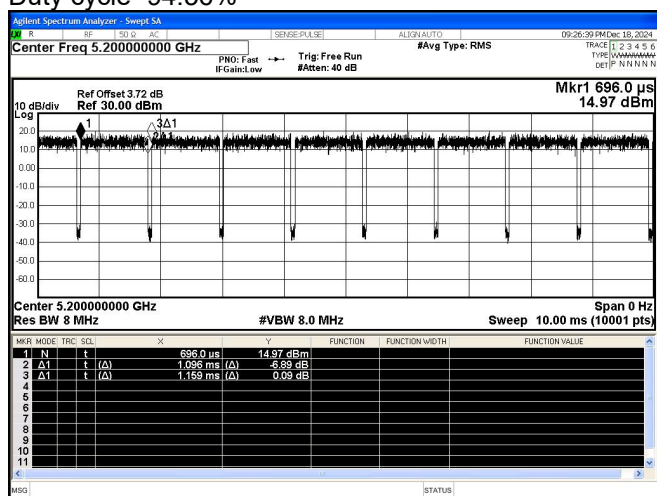 Agilent Spectrum Analyzer - Swept SA
LXI R RF 50 Ω AC SENSE:PULSE ALIGN AUTO 09:26:39 PM Dec 18, 2024
Center Freq 5.200000000 GHz #Avg Type: RMS TRACE 1 2 3 4 5 6
PNO: Fast Trig: Free Run TYPE
IFGain:Low #Atten: 40 dB DET P N N N N N
Ref Offset 3.72 dB Mkr1 696.0 µs
10 dB/div Ref 30.00 dBm 14.97 dBm
Log
1 3Δ1
20.0
10.0
0.00
-10.0
-20.0
-30.0
-40.0
-50.0
-60.0
Center 5.200000000 GHz Span 0 Hz
Res BW 8 MHz #VBW 8.0 MHz Sweep 10.00 ms (10001 pts)
MKR MODE TRC SCL X Y FUNCTION FUNCTION WIDTH FUNCTION VALUE
1 N t 696.0 µs 14.97 dBm
2 Δ1 t (Δ) 1.096 ms (Δ) -6.89 dB
3 Δ1 t (Δ) 1.159 ms (Δ) 0.09 dB
4
5
6
7
8
9
10
11
MSG STATUS